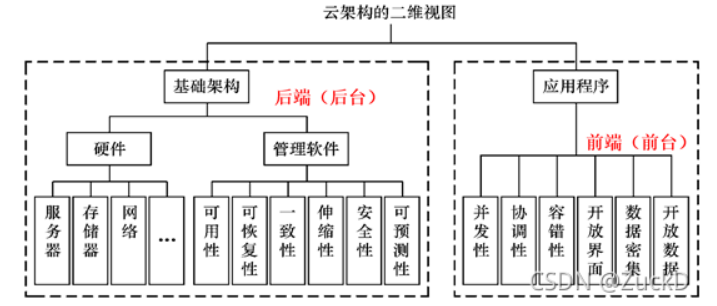 云架构的二维视图
基础架构
后端（后台）
应用程序
前端（前台）
硬件
管理软件
服务器
存储器
网络
...
可用性
可恢复性
一致性
伸缩性
安全性
可预测性
并发性
协调性
容错性
开放界面
数据密集
开放数据
CSDN @ZuckD